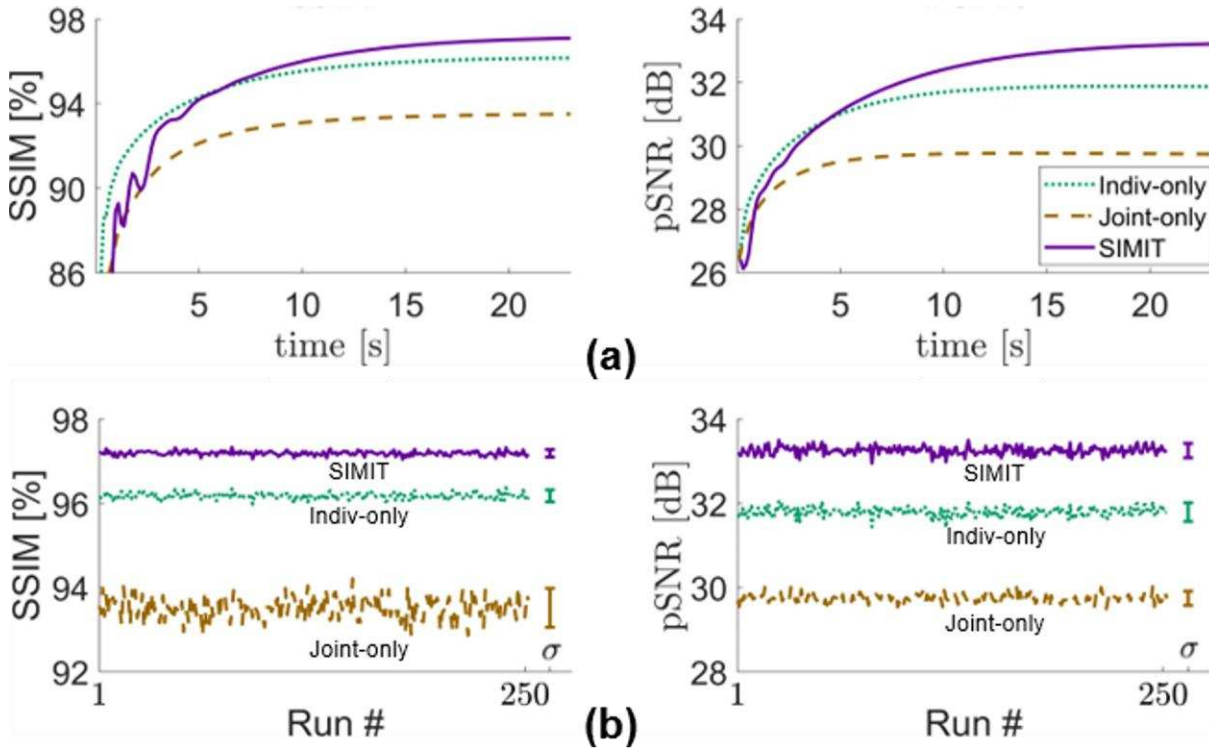 98
94
90
86
SSIM [%]
5
10
15
20
time [s]
34
32
30
28
26
pSNR [dB]
5
10
15
20
time [s]
Indiv-only
Joint-only
SIMIT
(a)
98
96
94
92
SSIM [%]
SIMIT
Indiv-only
Joint-only
σ
1
250
Run #
34
32
30
28
pSNR [dB]
SIMIT
Indiv-only
Joint-only
σ
1
250
Run #
(b)